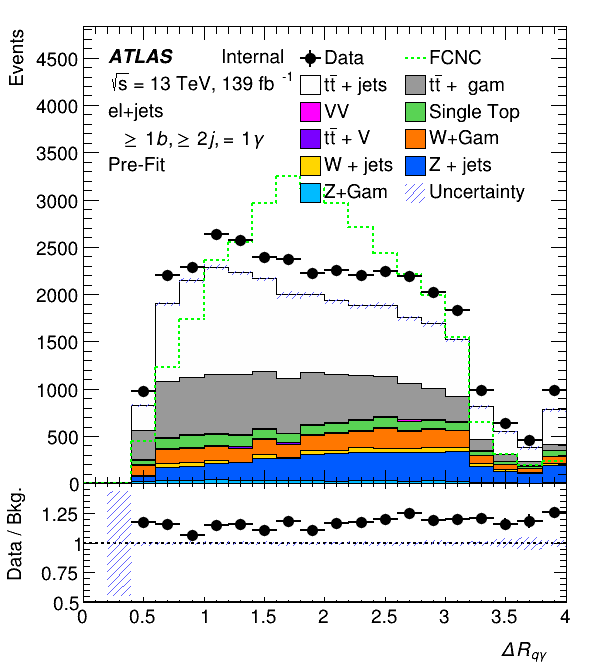 ATLAS Internal
√s = 13 TeV, 139 fb⁻¹
el+jets
≥ 1b, ≥ 2j, = 1γ
Pre-Fit
Data FCNC
tt̄ + jets tt̄ + gam
VV Single Top
tt̄ + V W+Gam
W + jets Z + jets
Z+Gam Uncertainty
Events
4500
4000
3500
3000
2500
2000
1500
1000
500
0
Data / Bkg.
1.25
1
0.75
0.5
0 0.5 1 1.5 2 2.5 3 3.5 4
ΔR_qγ